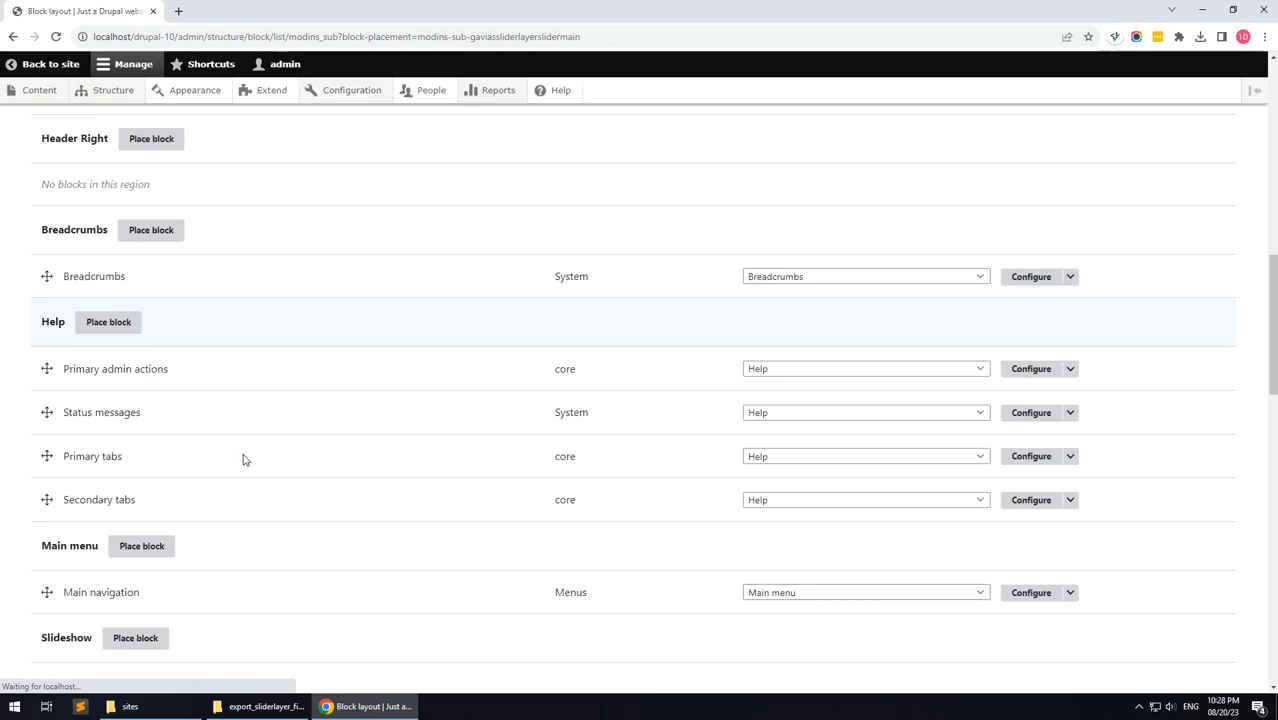 Block layout | Just a Drupal webs
localhost/drupal-10/admin/structure/block/list/modins_sub?block-placement=modins-sub-gaviassliderlayerslidermain
Back to site Manage Shortcuts admin
Content Structure Appearance Extend Configuration People Reports Help
Header Right Place block
No blocks in this region
Breadcrumbs Place block
Breadcrumbs System Breadcrumbs Configure
Help Place block
Primary admin actions core Help Configure
Status messages System Help Configure
Primary tabs core Help Configure
Secondary tabs core Help Configure
Main menu Place block
Main navigation Menus Main menu Configure
Slideshow Place block
Waiting for localhost...
sites export_sliderlayer_fi... Block layout | Just a... ENG 10:28 PM
08/20/23
4